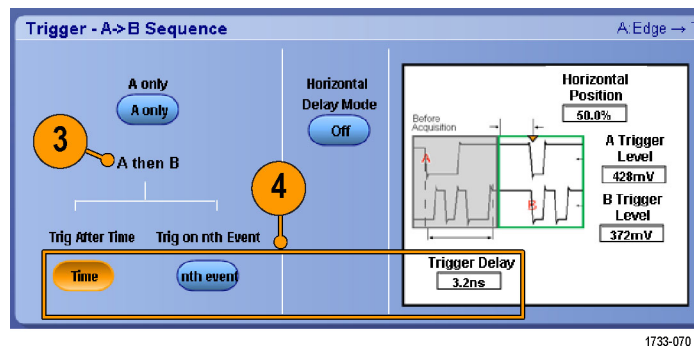 Trigger - A->B Sequence
A:Edge →
A only
A only
3
A then B
4
Trig After Time
Trig on nth Event
Time
nth event
Horizontal
Delay Mode
Off
Horizontal
Position
50.0%
Before
Acquisition
A
B
A Trigger
Level
428mV
B Trigger
Level
372mV
Trigger Delay
3.2ns
1733-070